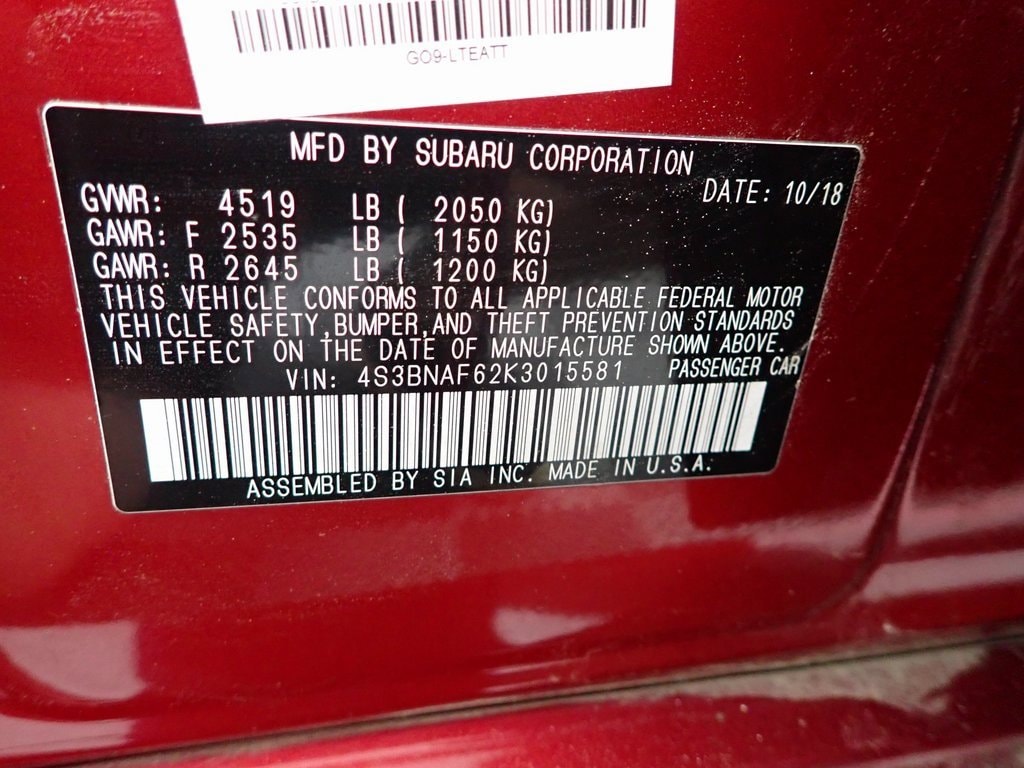 GO9-LTEATT
MFD BY SUBARU CORPORATION
DATE: 10/18
GVWR: 4519 LB ( 2050 KG)
GAWR: F 2535 LB ( 1150 KG)
GAWR: R 2645 LB ( 1200 KG)
THIS VEHICLE CONFORMS TO ALL APPLICABLE FEDERAL MOTOR
VEHICLE SAFETY,BUMPER,AND THEFT PREVENTION STANDARDS
IN EFFECT ON THE DATE OF MANUFACTURE SHOWN ABOVE.
VIN: 4S3BNAF62K3015581 PASSENGER CAR
ASSEMBLED BY SIA INC. MADE IN U.S.A.